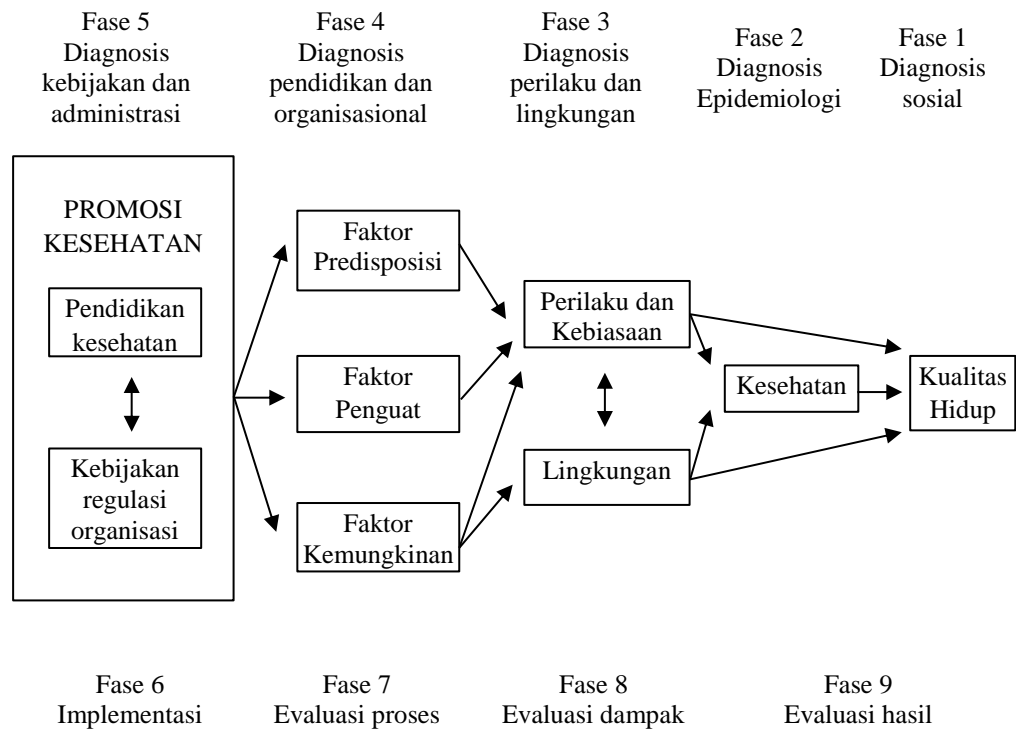 Fase 5
Diagnosis
kebijakan dan
administrasi
Fase 4
Diagnosis
pendidikan dan
organisasional
Fase 3
Diagnosis
perilaku dan
lingkungan
Fase 2
Diagnosis
Epidemiologi
Fase 1
Diagnosis
sosial
PROMOSI
KESEHATAN
Pendidikan
kesehatan
Kebijakan
regulasi
organisasi
Faktor
Predisposisi
Faktor
Penguat
Faktor
Kemungkinan
Perilaku dan
Kebiasaan
Lingkungan
Kesehatan
Kualitas
Hidup
Fase 6
Implementasi
Fase 7
Evaluasi proses
Fase 8
Evaluasi dampak
Fase 9
Evaluasi hasil